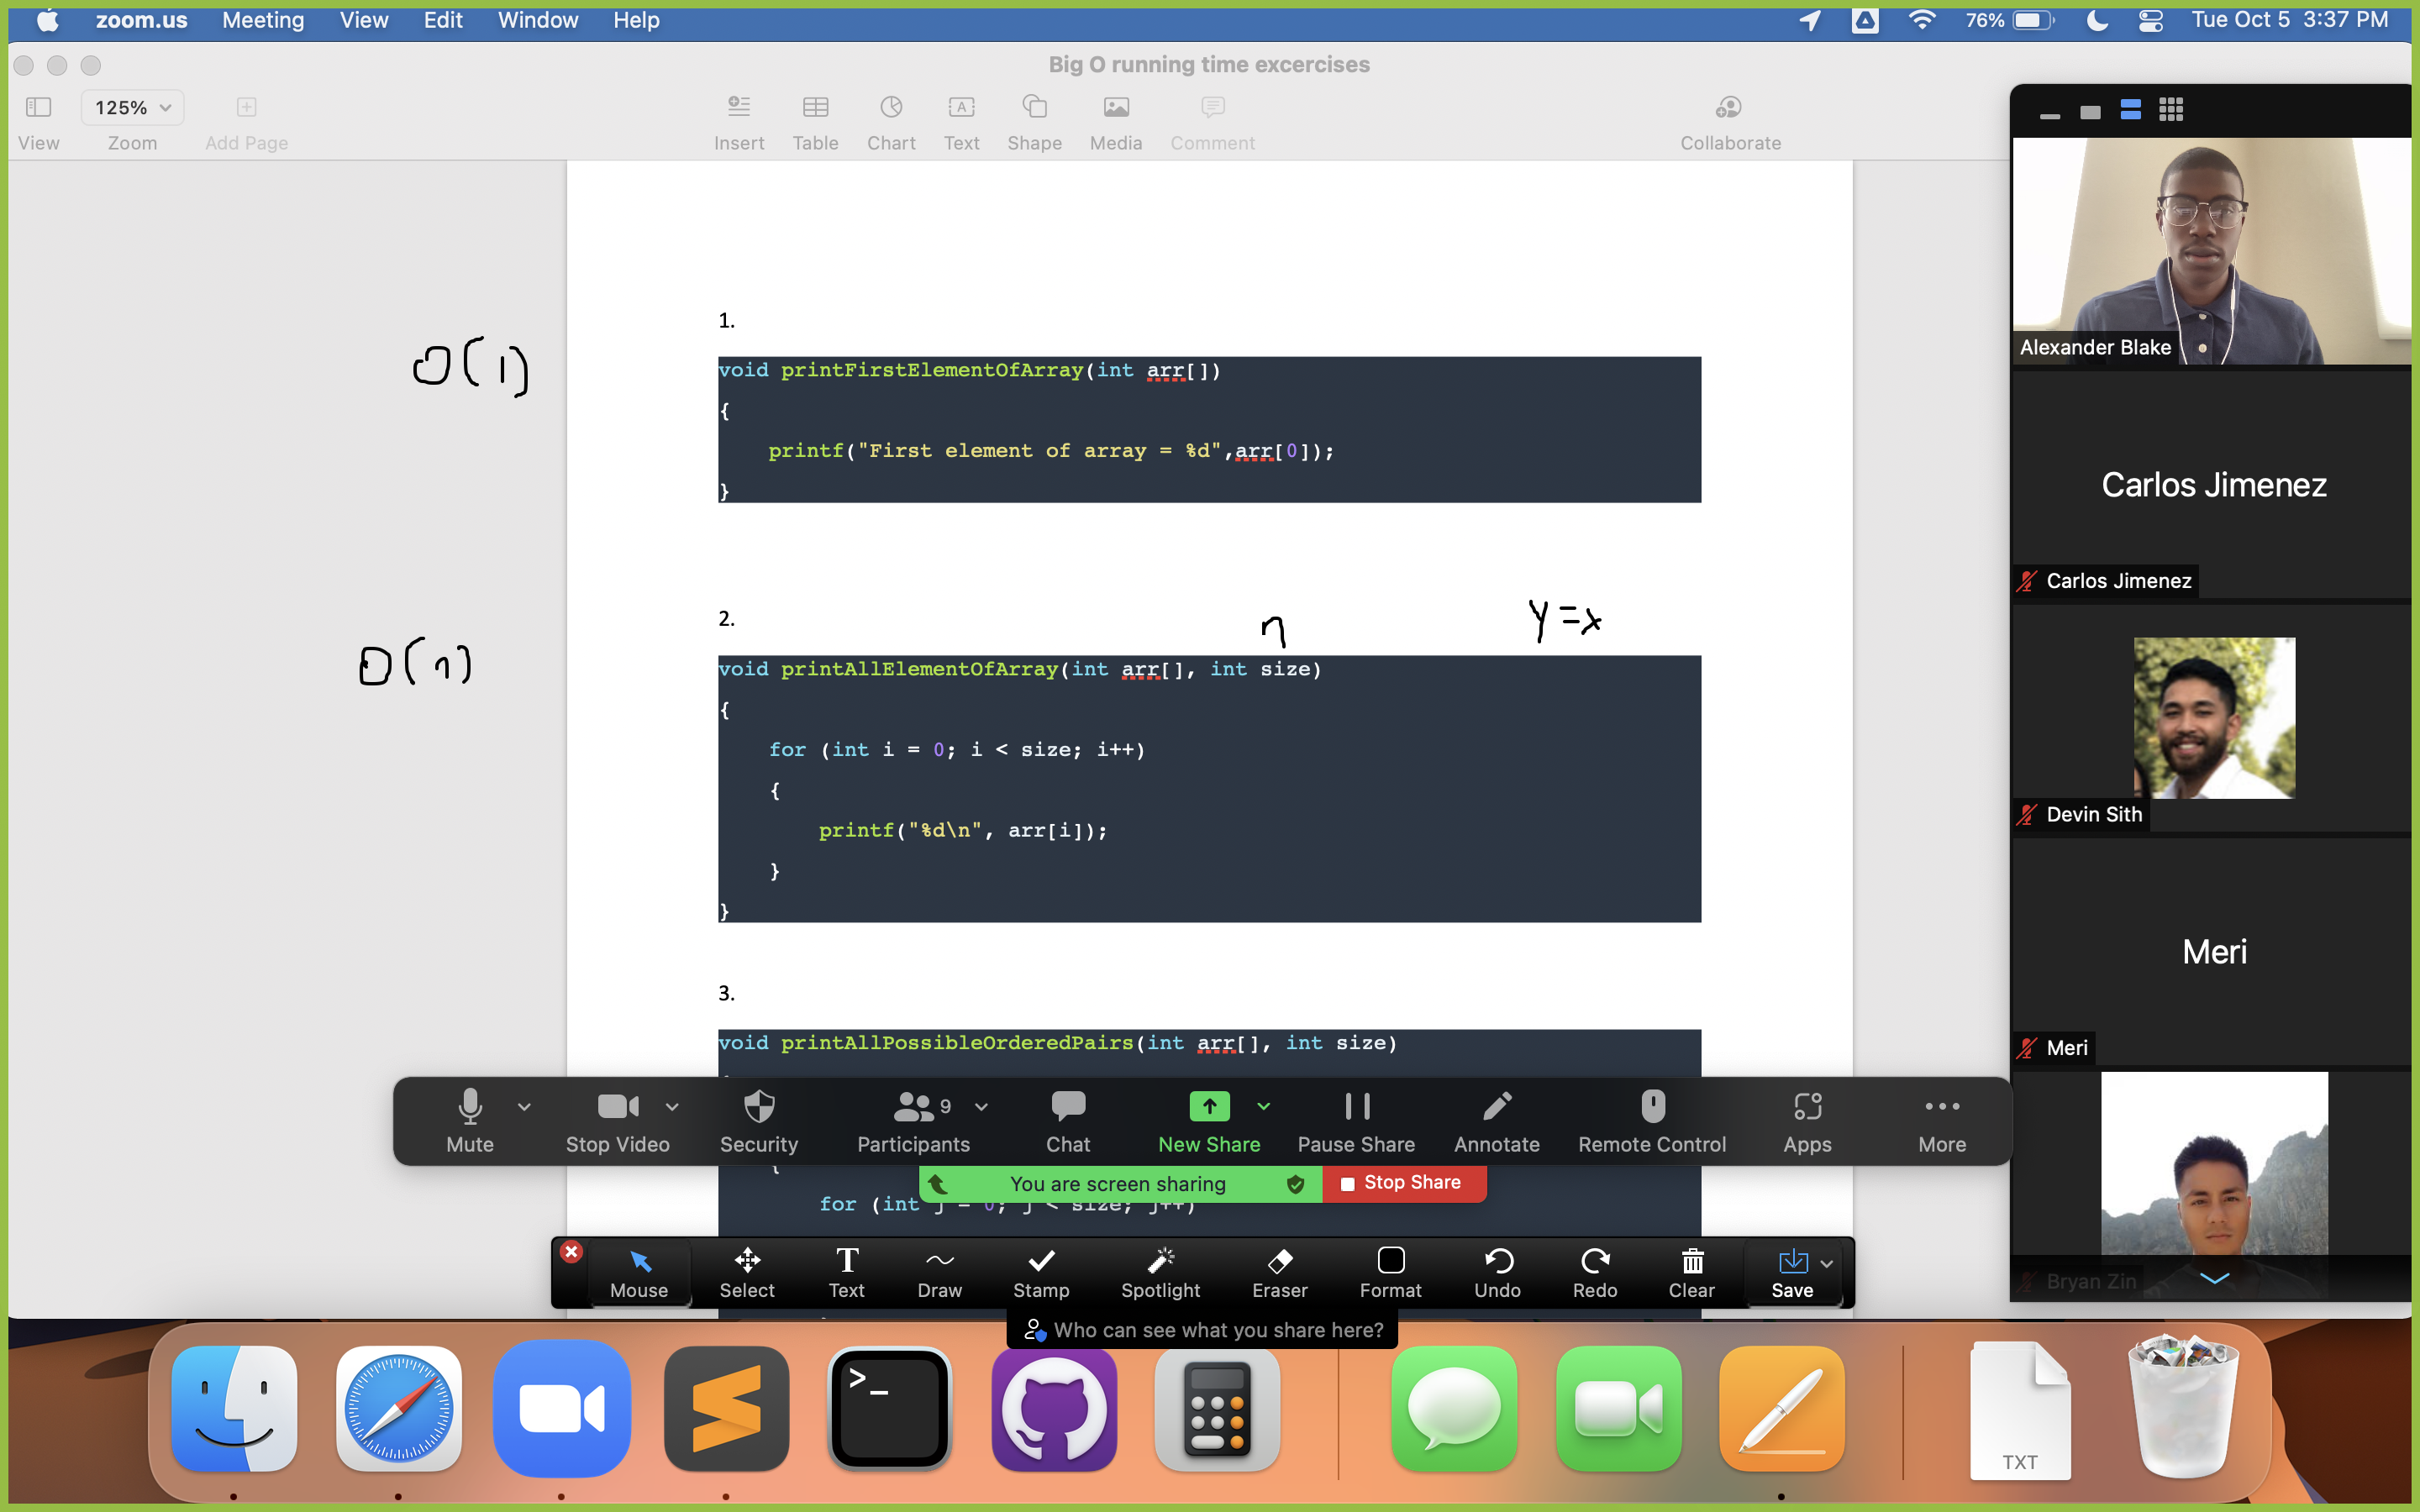 zoom.us Meeting View Edit Window Help 76% Tue Oct 5 3:37 PM
Big O running time excercises
125%
View Zoom Add Page Insert Table Chart Text Shape Media Comment Collaborate
1.
O(1)
void printFirstElementOfArray(int arr[])
{
printf("First element of array = %d",arr[0]);
}
2.
n
y=x
O(n)
void printAllElementOfArray(int arr[], int size)
{
for (int i = 0; i < size; i++)
{
printf("%d\n", arr[i]);
}
}
3.
void printAllPossibleOrderedPairs(int arr[], int size)
{
for (int j = 0; j < size; j++)
Alexander Blake
Carlos Jimenez
Carlos Jimenez
Devin Sith
Meri
Meri
Bryan Zin
9
Mute Stop Video Security Participants Chat New Share Pause Share Annotate Remote Control Apps More
You are screen sharing Stop Share
Mouse Select Text Draw Stamp Spotlight Eraser Format Undo Redo Clear Save
Who can see what you share here?
>_
TXT